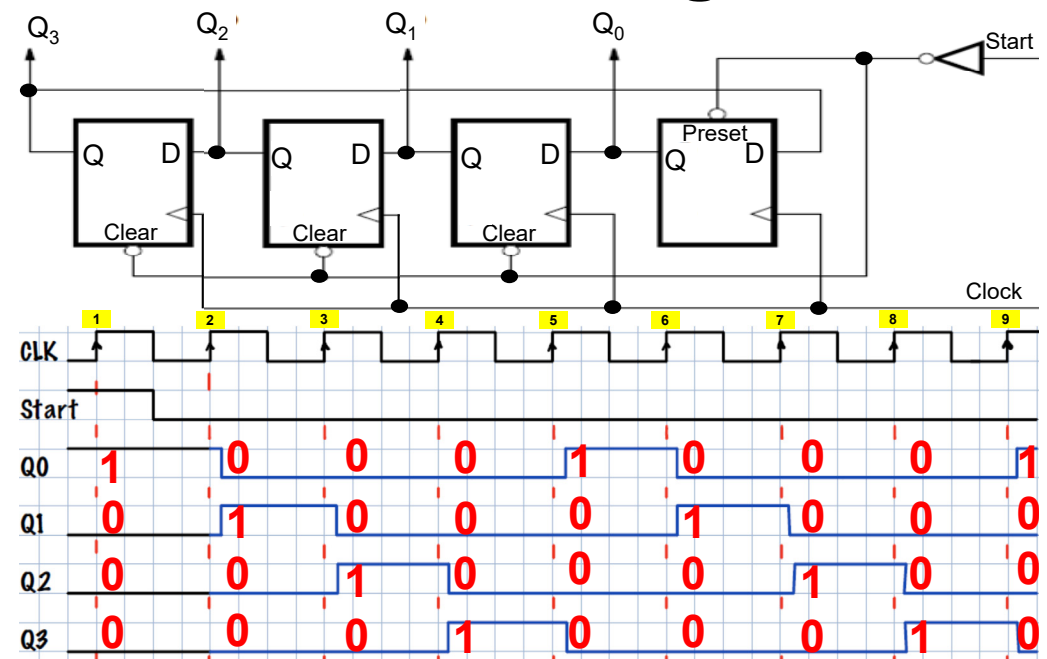 Q3 Q2 Q1 Q0
Start
Preset
Q D Q D Q D Q D
Clear Clear Clear
Clock
1 2 3 4 5 6 7 8 9
CLK
Start
Q0 1 0 0 0 1 0 0 0 1
Q1 0 1 0 0 0 1 0 0 0
Q2 0 0 1 0 0 0 1 0 0
Q3 0 0 0 1 0 0 0 1 0